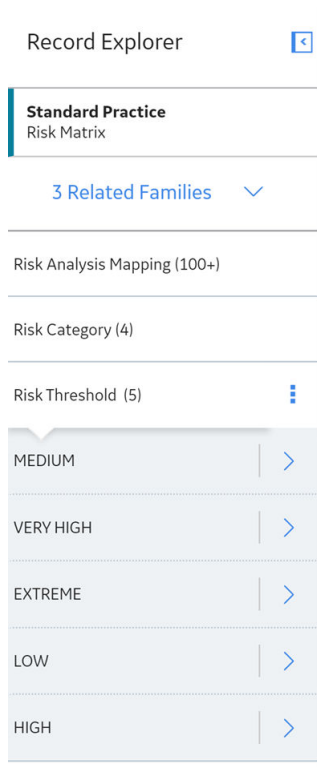 Record Explorer
Standard Practice
Risk Matrix
3 Related Families
Risk Analysis Mapping (100+)
Risk Category (4)
Risk Threshold (5)
MEDIUM
VERY HIGH
EXTREME
LOW
HIGH